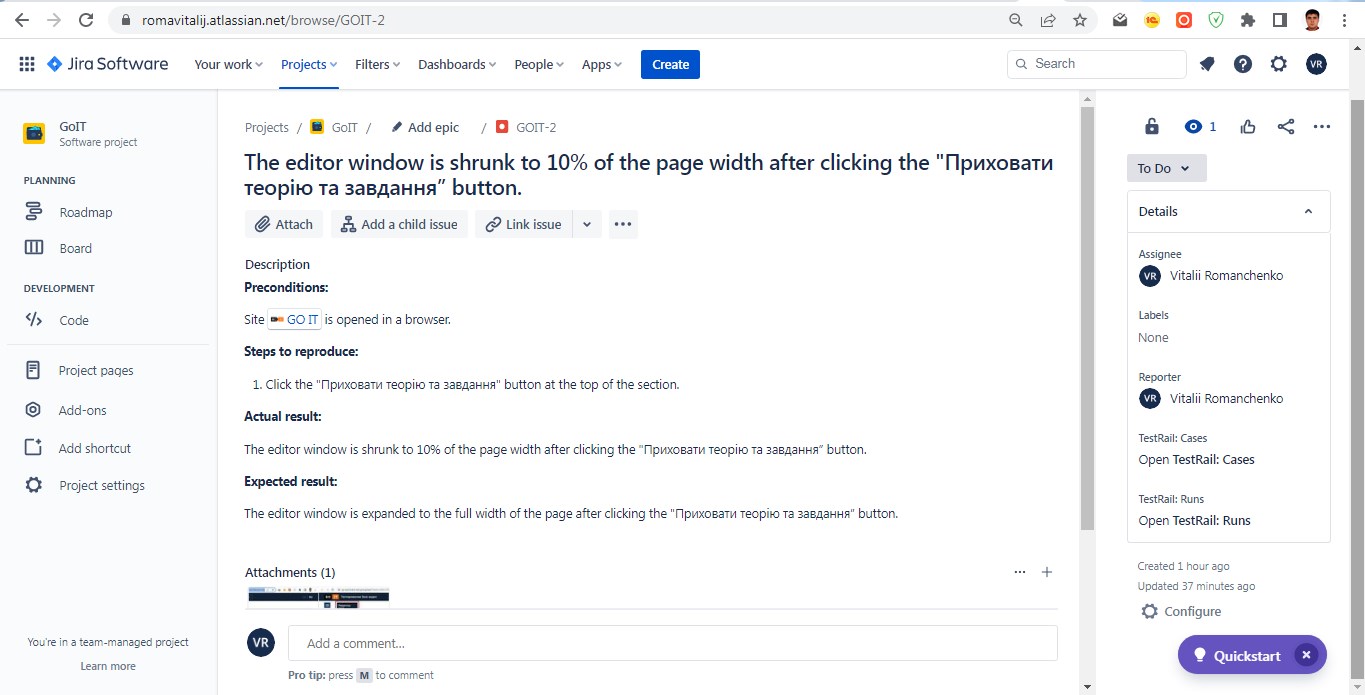 romavitalij.atlassian.net/browse/GOIT-2
Jira Software Your work Projects Filters Dashboards People Apps Create Search VR
GoIT
Software project
PLANNING
Roadmap
Board
DEVELOPMENT
Code
Project pages
Add-ons
Add shortcut
Project settings
You're in a team-managed project
Learn more
Projects / GoIT / Add epic / GOIT-2
The editor window is shrunk to 10% of the page width after clicking the "Приховати
теорію та завдання” button.
Attach Add a child issue Link issue
Description
Preconditions:
Site GO IT is opened in a browser.
Steps to reproduce:
1. Click the "Приховати теорію та завдання" button at the top of the section.
Actual result:
The editor window is shrunk to 10% of the page width after clicking the "Приховати теорію та завдання” button.
Expected result:
The editor window is expanded to the full width of the page after clicking the "Приховати теорію та завдання” button.
Attachments (1)
VR Add a comment...
Pro tip: press M to comment
1
To Do
Details
Assignee
VR Vitalii Romanchenko
Labels
None
Reporter
VR Vitalii Romanchenko
TestRail: Cases
Open TestRail: Cases
TestRail: Runs
Open TestRail: Runs
Created 1 hour ago
Updated 37 minutes ago
Configure
Quickstart